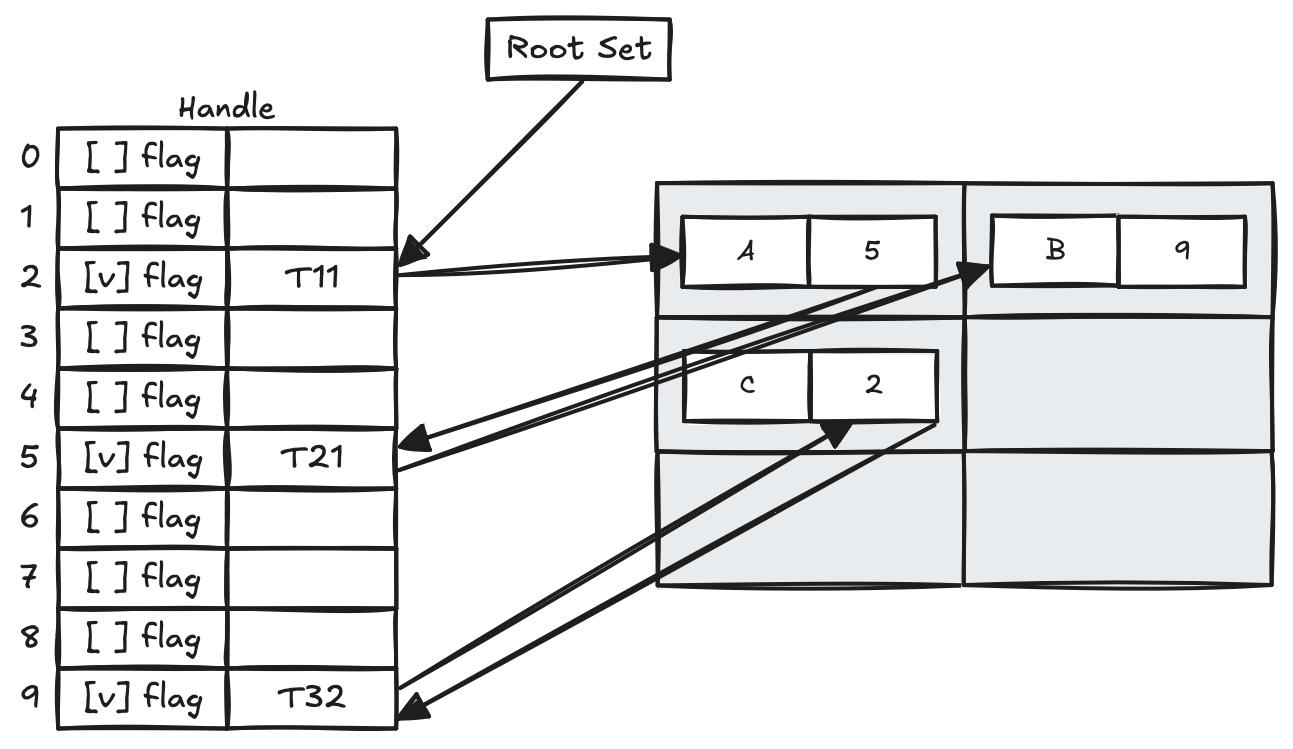 Root Set
Handle
0 [ ] flag
1 [ ] flag
2 [v] flag T11
3 [ ] flag
4 [ ] flag
5 [v] flag T21
6 [ ] flag
7 [ ] flag
8 [ ] flag
9 [v] flag T32
A 5
B 9
C 2